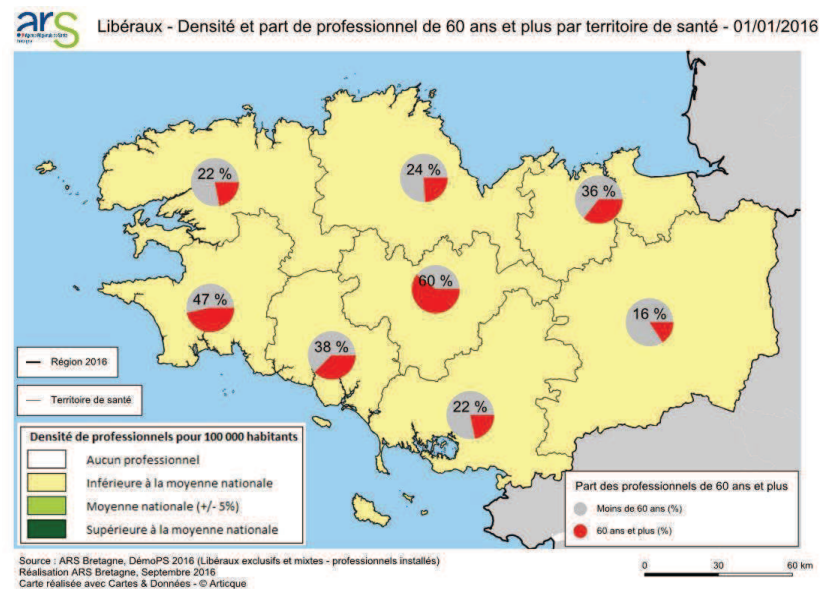 ars
Libéraux - Densité et part de professionnel de 60 ans et plus par territoire de santé - 01/01/2016
22 %
24 %
36 %
47 %
60 %
16 %
38 %
22 %
Région 2016
Territoire de santé
Densité de professionnels pour 100 000 habitants
Aucun professionnel
Inférieure à la moyenne nationale
Moyenne nationale (+/- 5%)
Supérieure à la moyenne nationale
Part des professionnels de 60 ans et plus
Moins de 60 ans (%)
60 ans et plus (%)
Source : ARS Bretagne, DémoPS 2016 (Libéraux exclusifs et mixtes - professionnels installés)
Réalisation ARS Bretagne, Septembre 2016
Carte réalisée avec Cartes & Données - © Articque
0 30 60 km